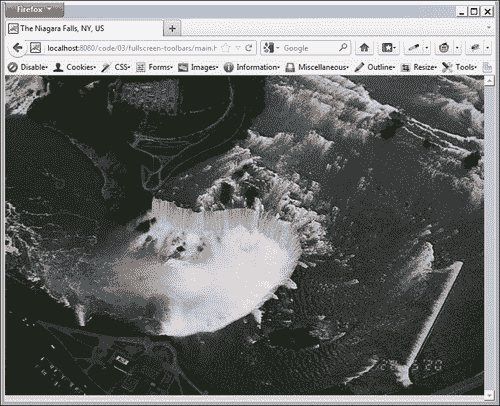 Firefox
The Niagara Falls, NY, US
localhost:8080/code/03/fullscreen-toolbars/main.h
Google
Disable Cookies CSS Forms Images Information Miscellaneous Outline Resize Tools